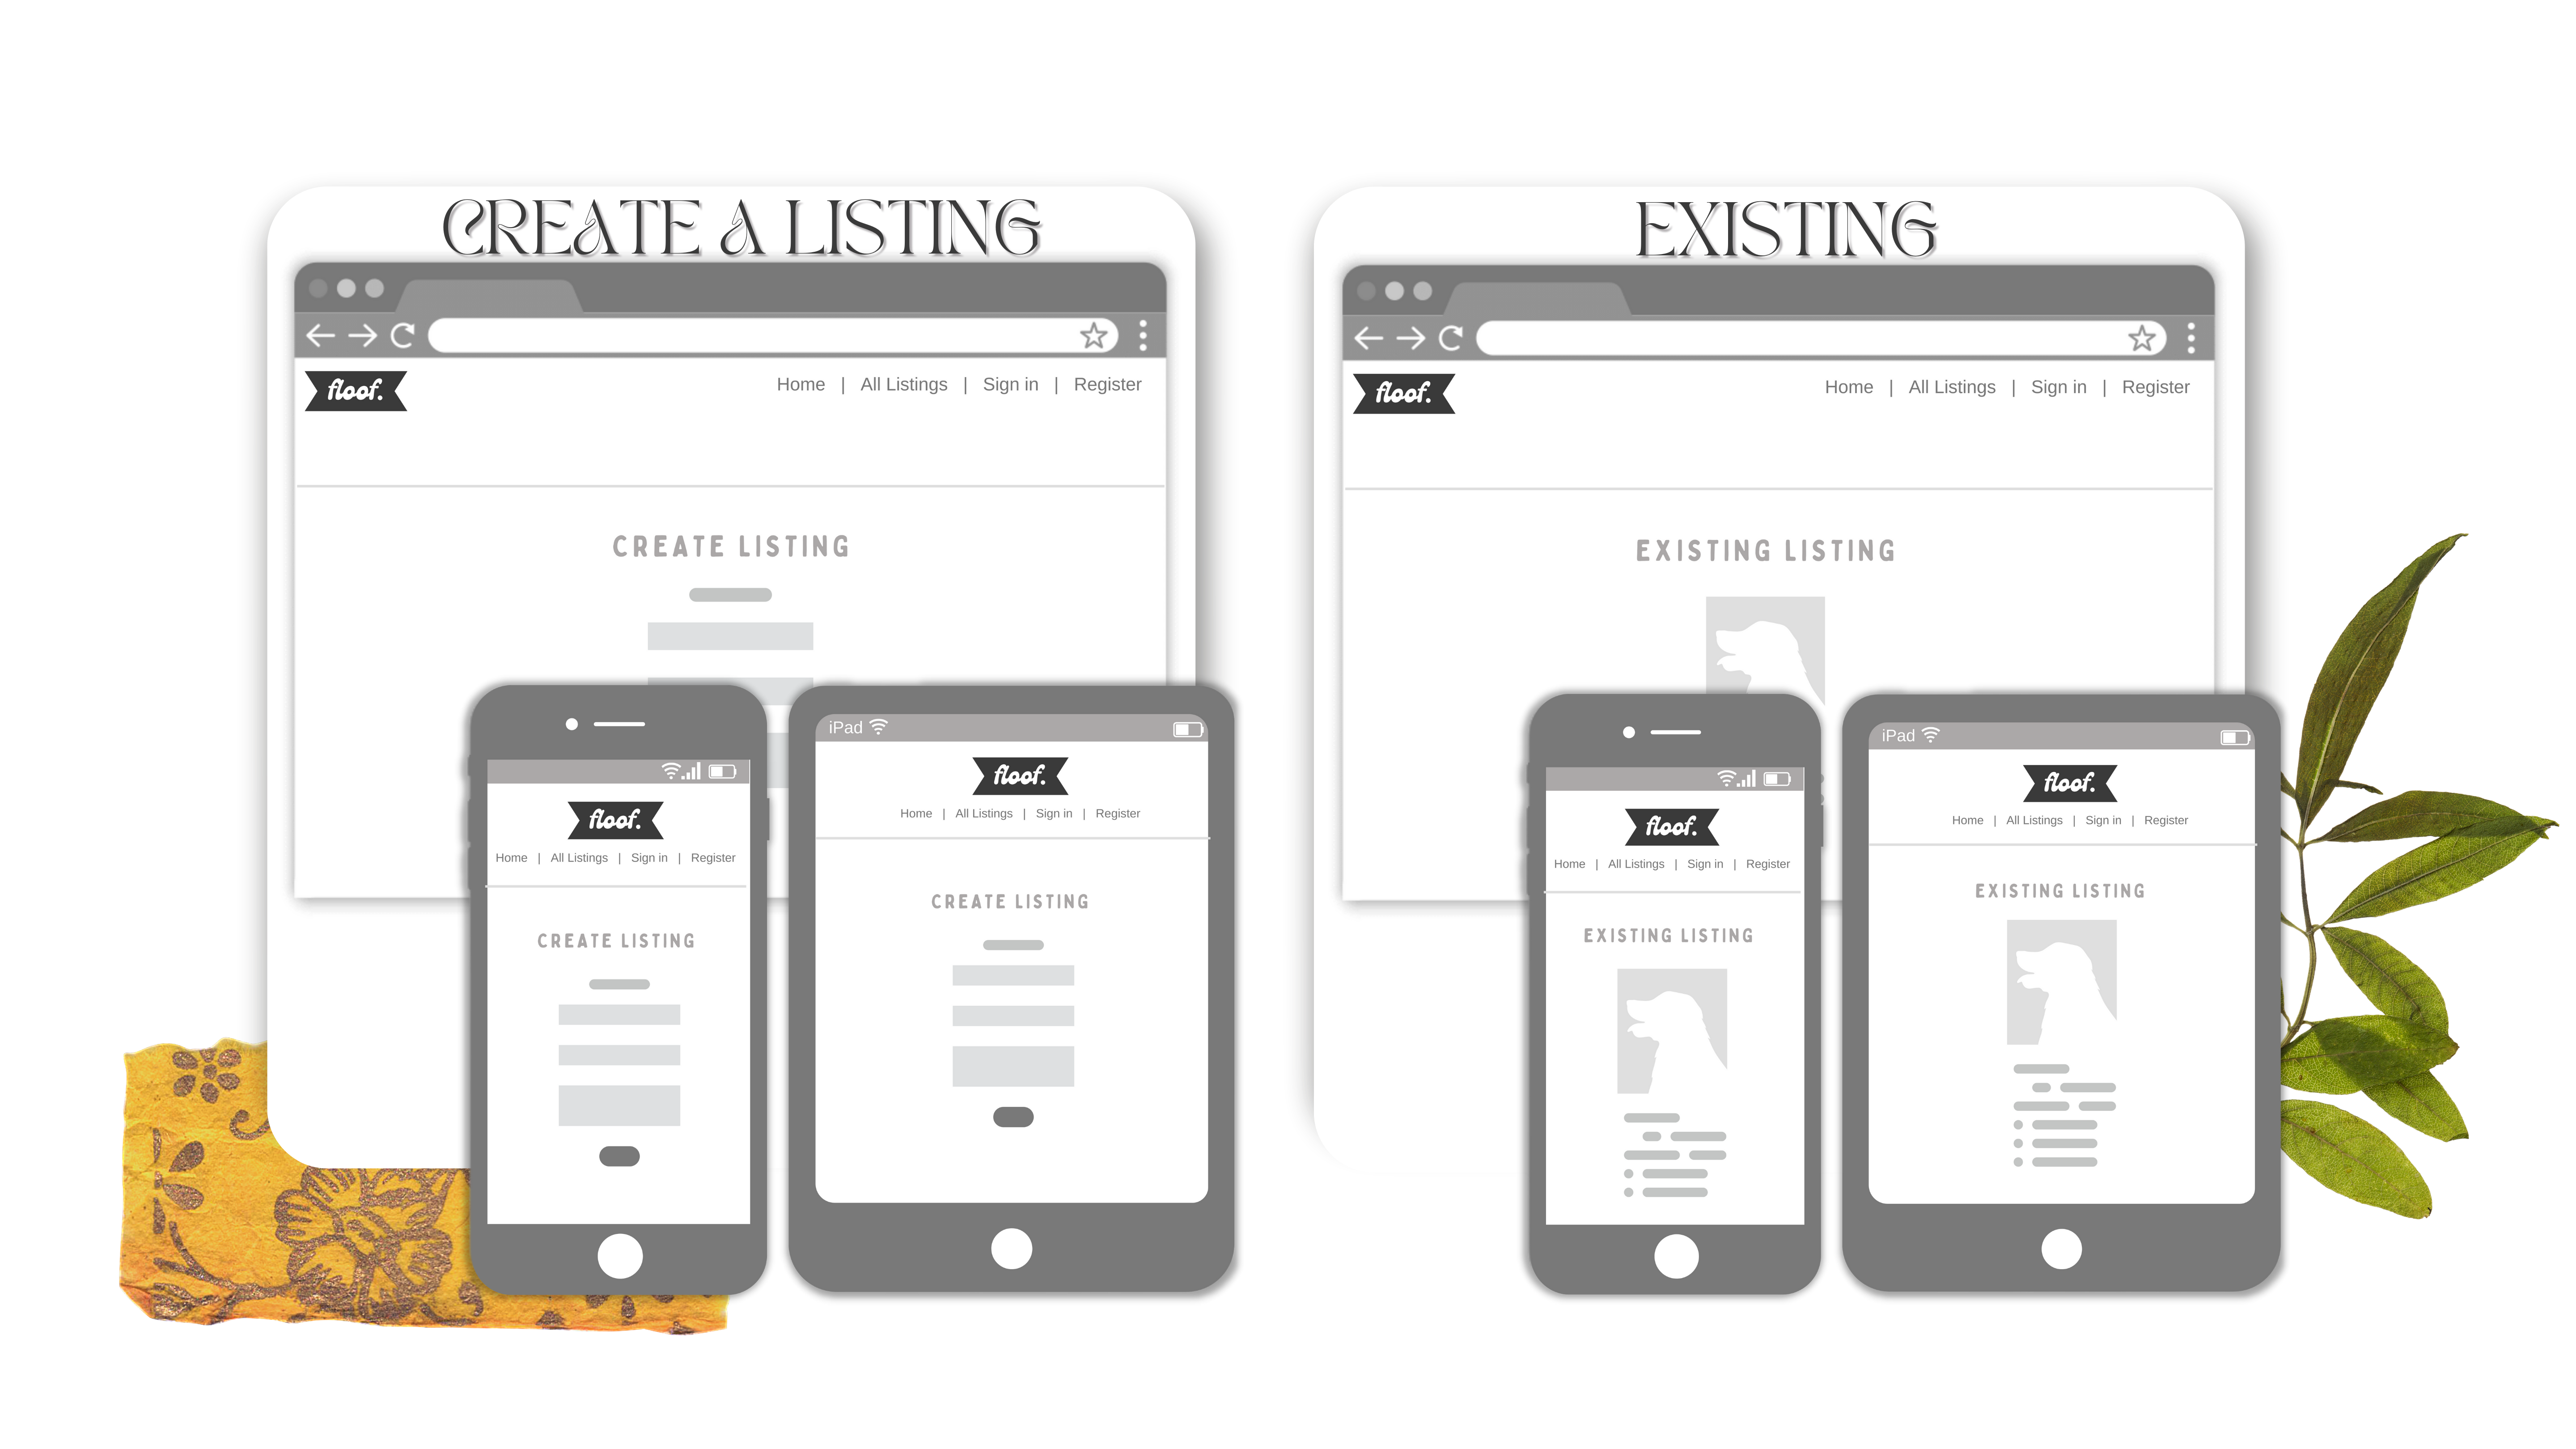 CREATE A LISTING
floof.
Home | All Listings | Sign in | Register
CREATE LISTING
floof.
Home | All Listings | Sign in | Register
CREATE LISTING
iPad
floof.
Home | All Listings | Sign in | Register
CREATE LISTING
EXISTING
floof.
Home | All Listings | Sign in | Register
EXISTING LISTING
floof.
Home | All Listings | Sign in | Register
EXISTING LISTING
iPad
floof.
Home | All Listings | Sign in | Register
EXISTING LISTING